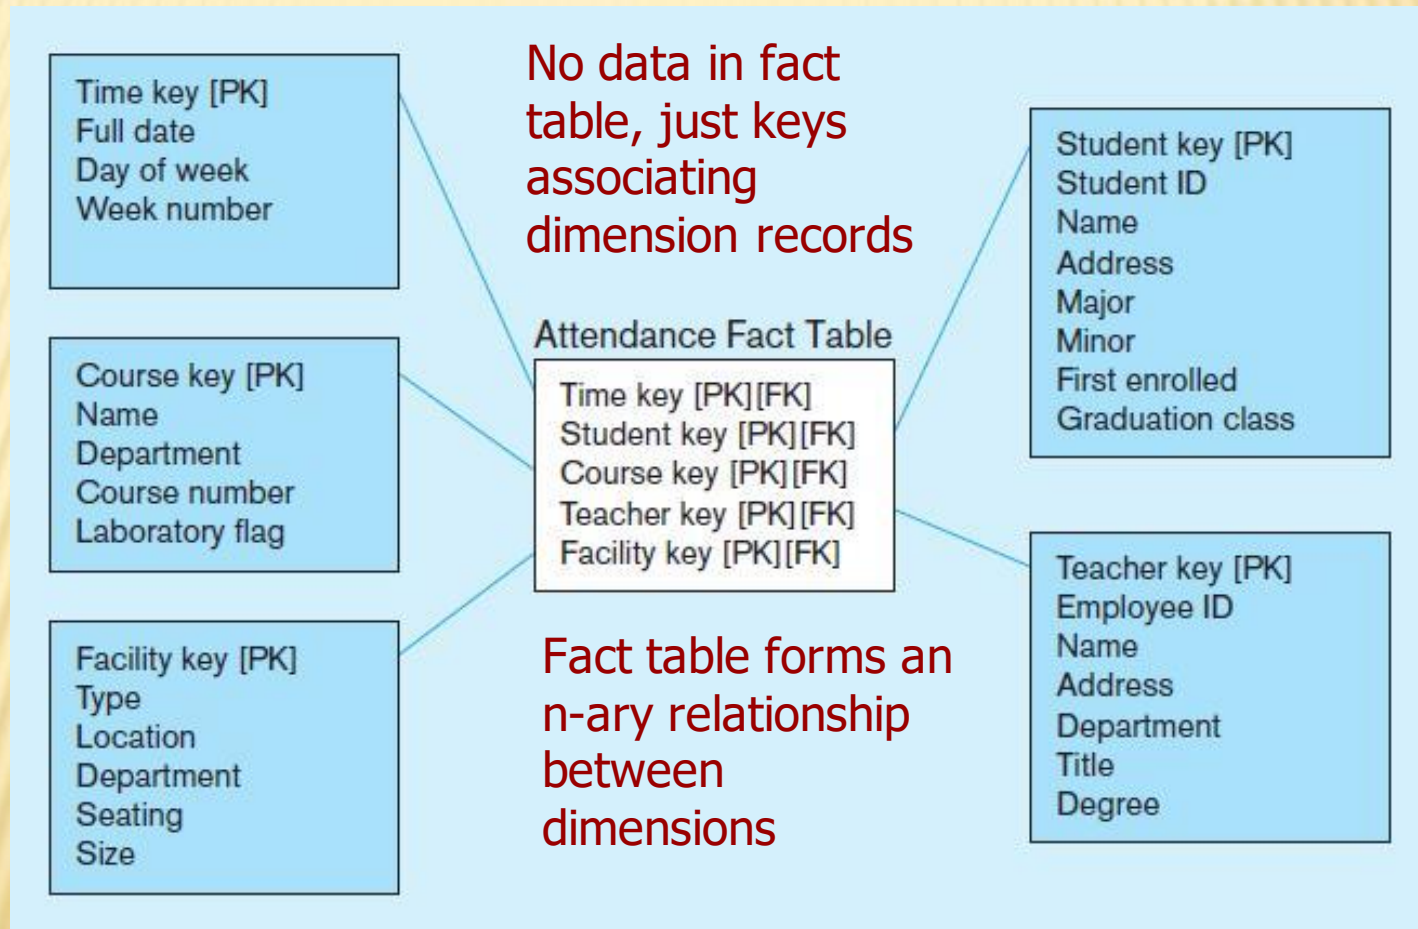 Time key [PK]
Full date
Day of week
Week number
Course key [PK]
Name
Department
Course number
Laboratory flag
Facility key [PK]
Type
Location
Department
Seating
Size
No data in fact
table, just keys
associating
dimension records
Attendance Fact Table
Time key [PK][FK]
Student key [PK][FK]
Course key [PK][FK]
Teacher key [PK][FK]
Facility key [PK][FK]
Fact table forms an
n-ary relationship
between
dimensions
Student key [PK]
Student ID
Name
Address
Major
Minor
First enrolled
Graduation class
Teacher key [PK]
Employee ID
Name
Address
Department
Title
Degree